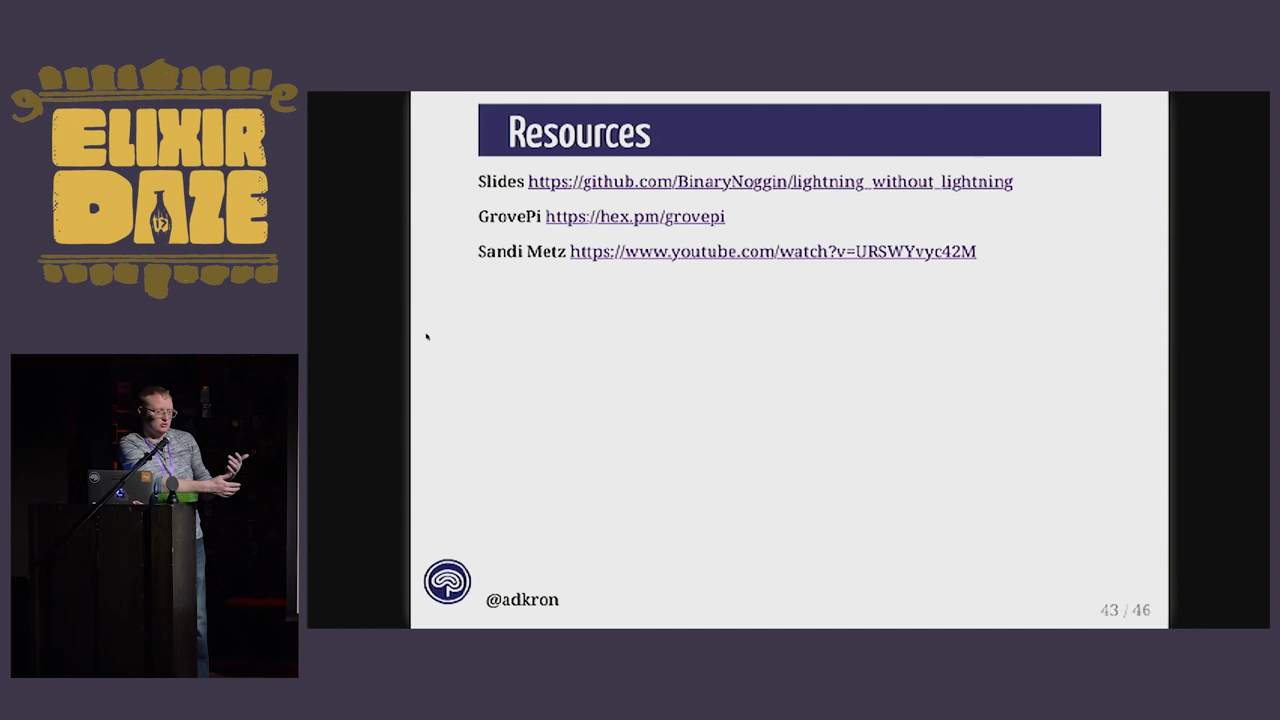 ELIXIR
DAZE
Resources
Slides https://github.com/BinaryNoggin/lightning_without_lightning
GrovePi https://hex.pm/grovepi
Sandi Metz https://www.youtube.com/watch?v=URSWYvyc42M
@adkron
43 / 46